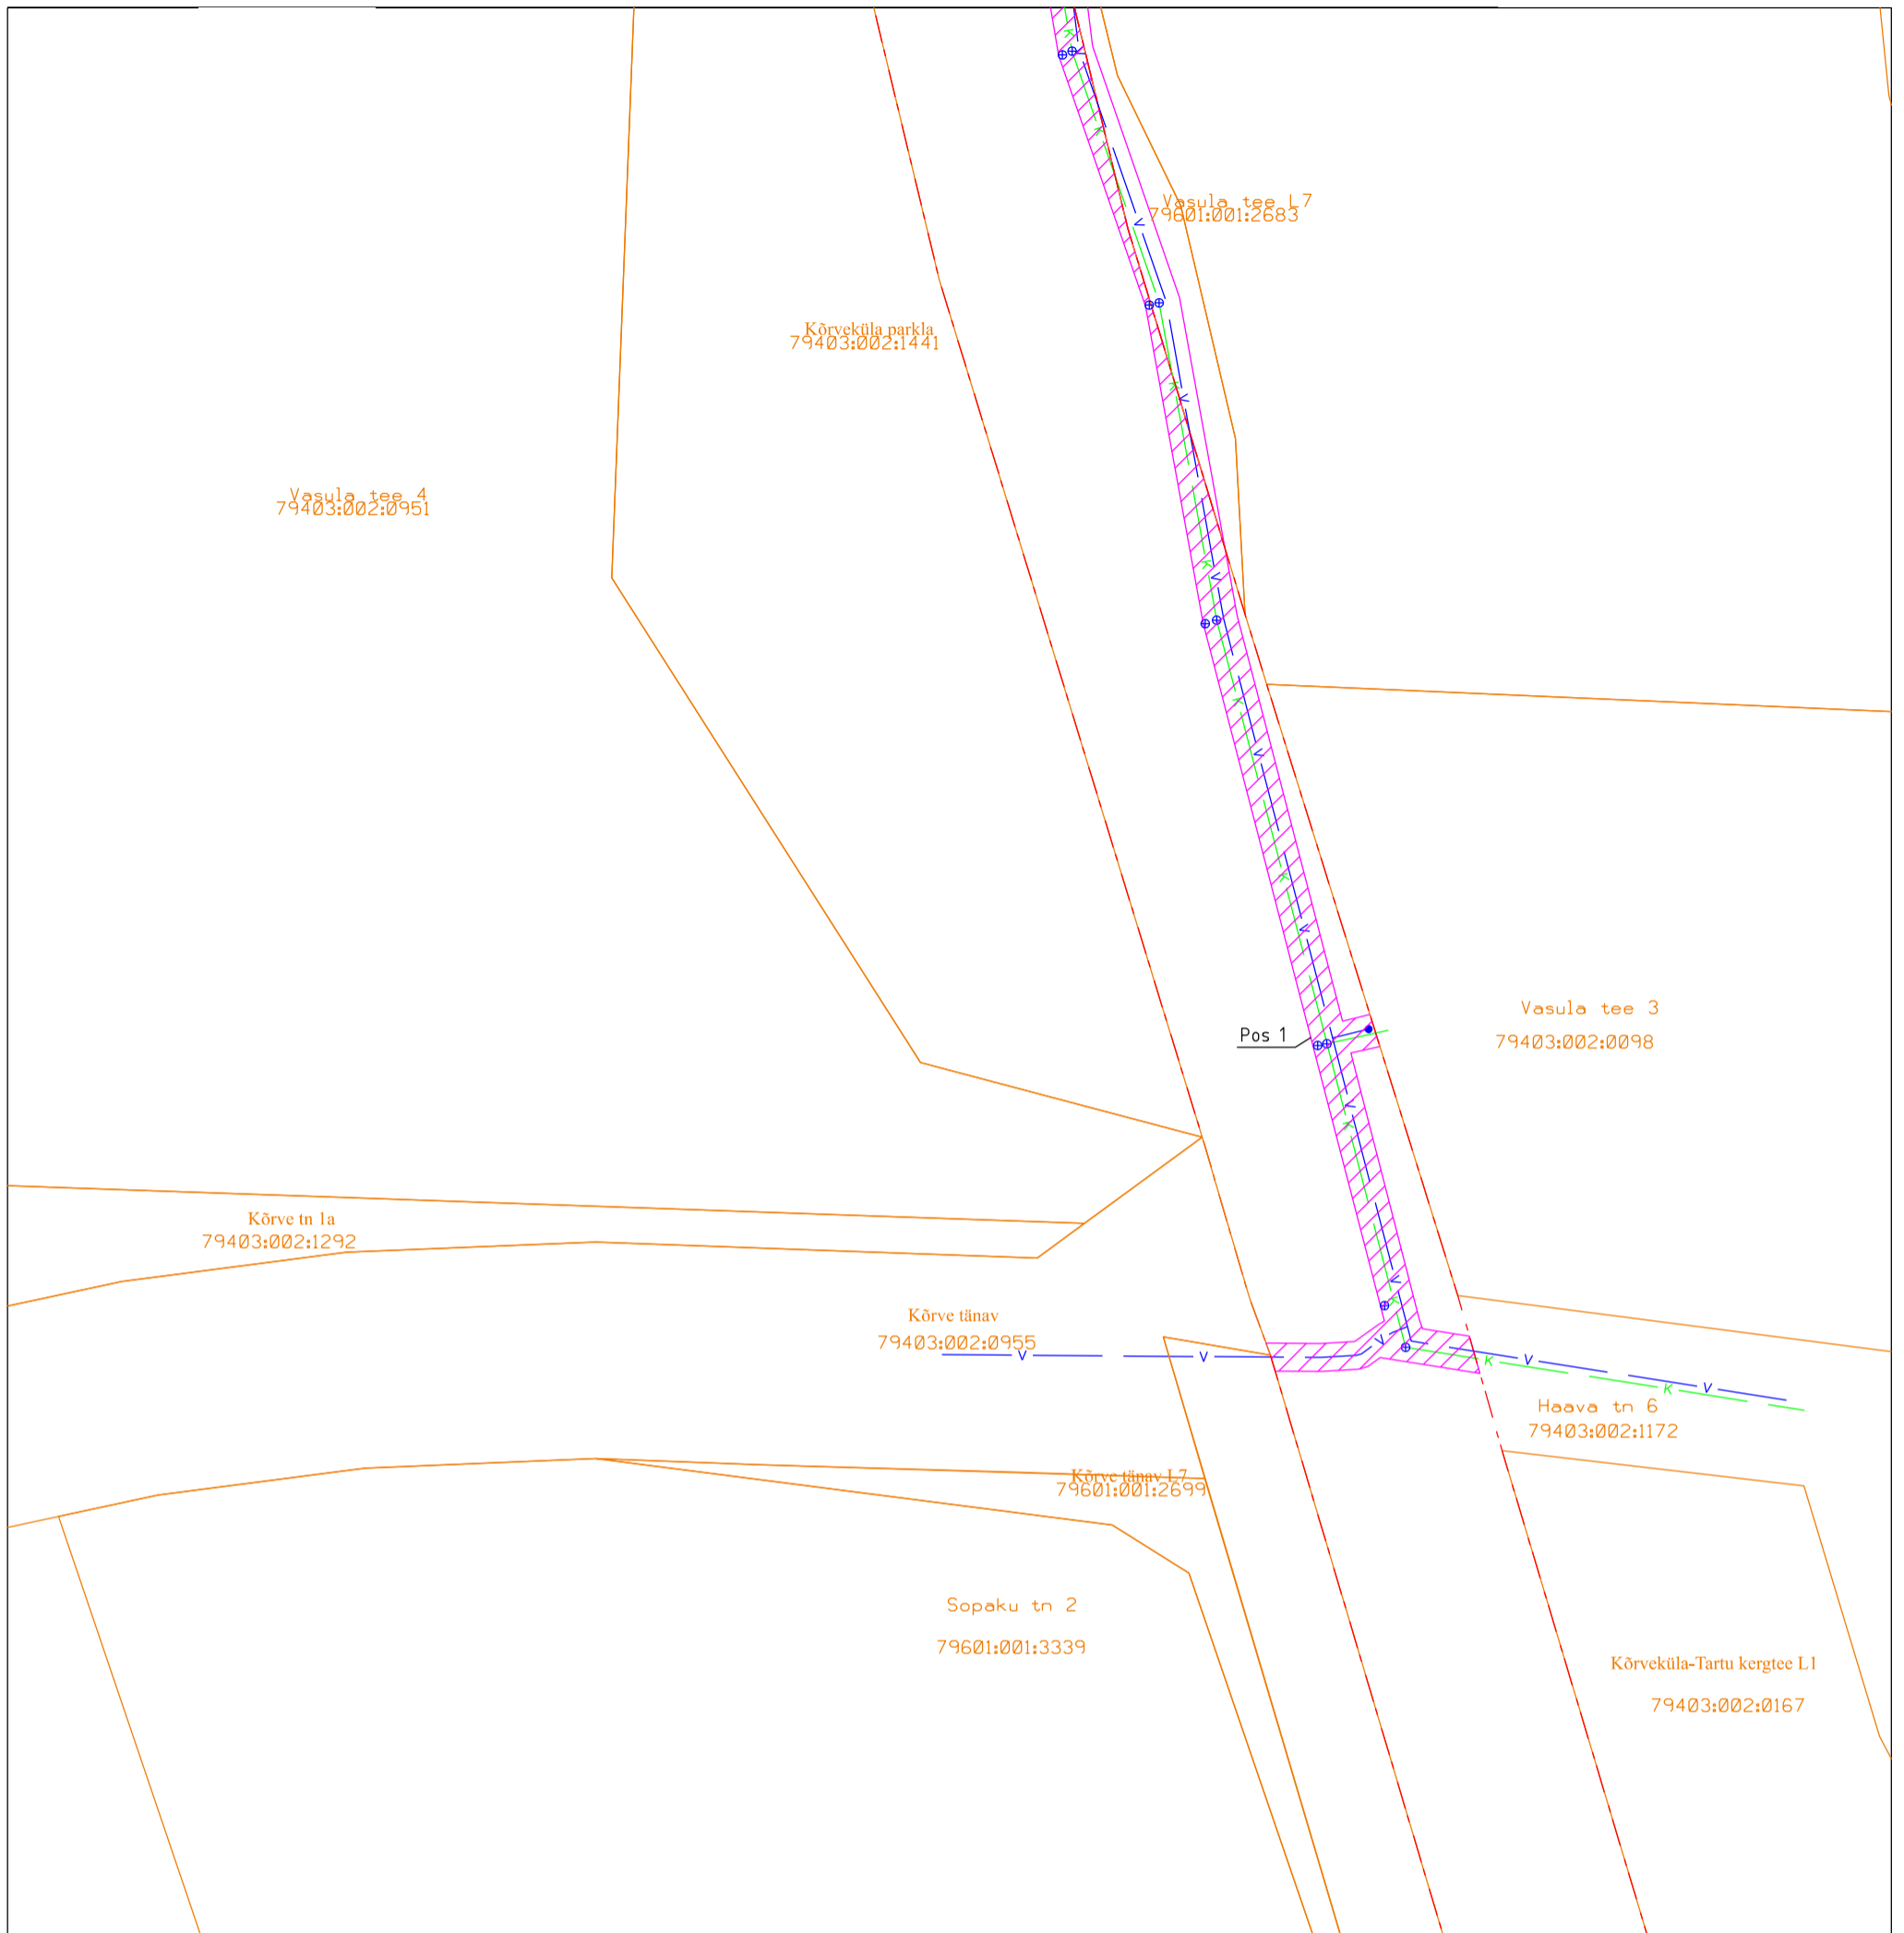 Vasula tee L7
79601:001:2683
Kõrveküla parkla
79403:002:1441
Vasula tee 4
79403:002:0951
Vasula tee 3
79403:002:0098
Pos 1
Kõrve tn 1a
79403:002:1292
Kõrve tänav
79403:002:0955
Haava tn 6
79403:002:1172
Kõrve tänav L7
79601:001:2699
Sopaku tn 2
79601:001:3339
Kõrveküla-Tartu kergtee L1
79403:002:0167
K
V
K
V
K
V
K
V
K
V
K
V
V
K
V
K
V
V
V
K
V
K
V